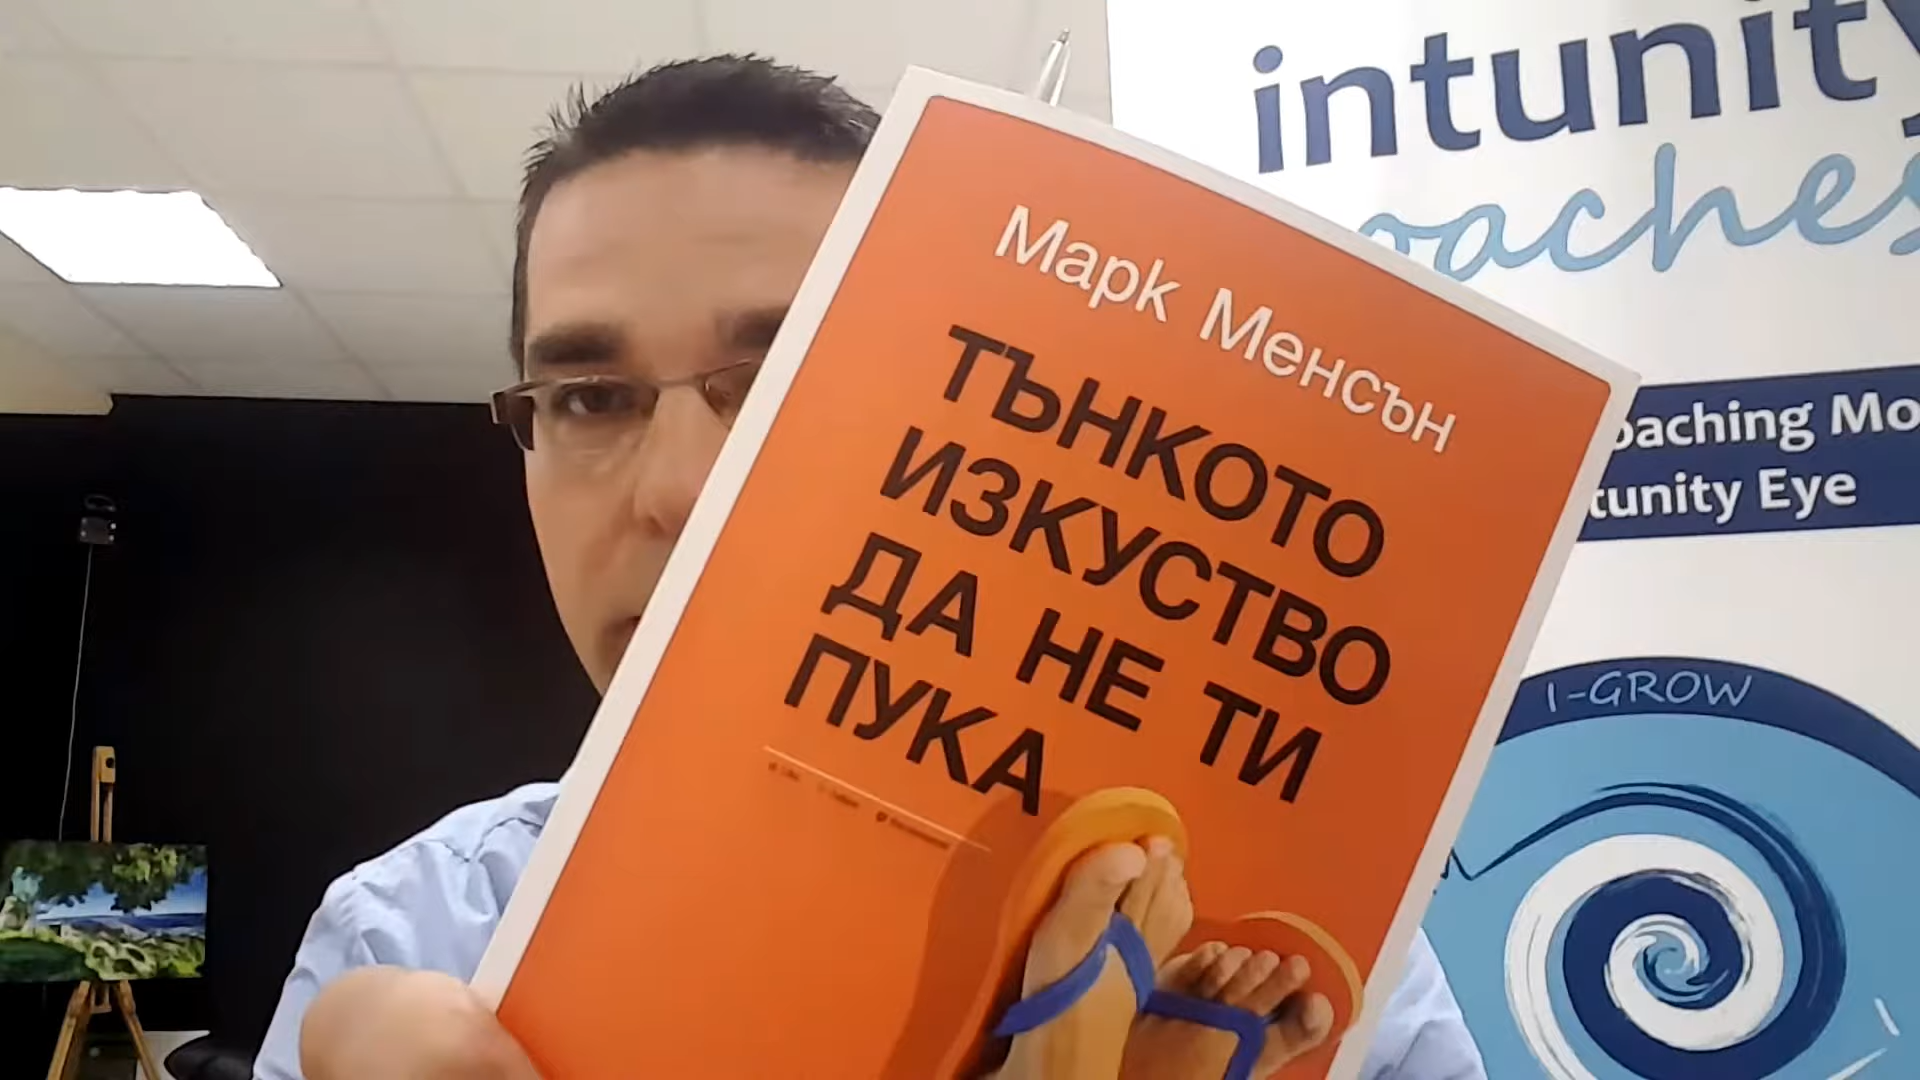 Марк Менсън
ТЪНКОТО
ИЗКУСТВО
ДА НЕ ТИ
ПУКА
intunity
oaches
oaching Mo
tunity Eye
I-GROW